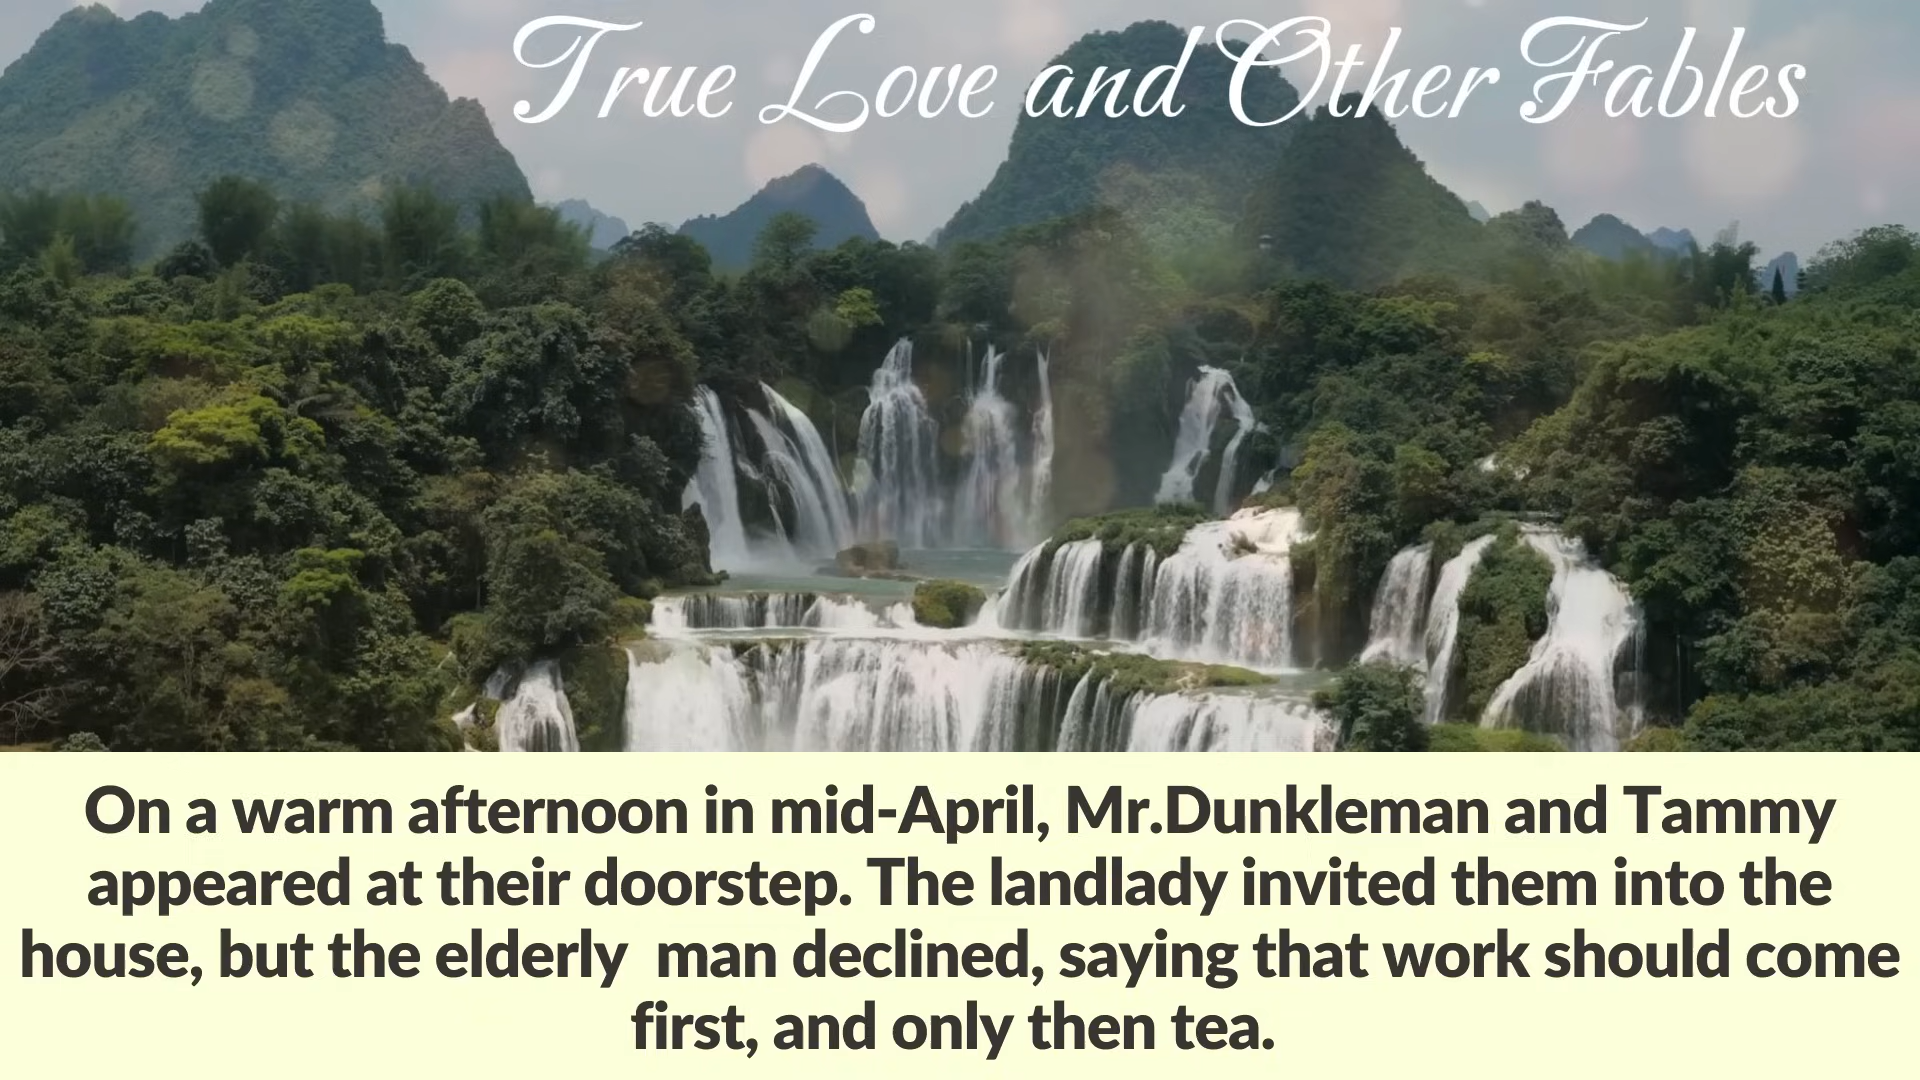 True Love and Other Fables
On a warm afternoon in mid-April, Mr.Dunkleman and Tammy
appeared at their doorstep. The landlady invited them into the
house, but the elderly  man declined, saying that work should come
first, and only then tea.